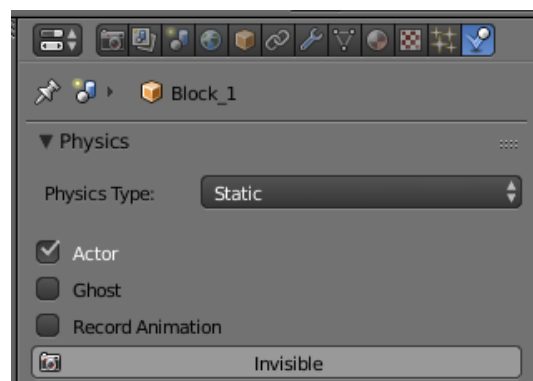 Block_1
Physics
Physics Type: Static
Actor
Ghost
Record Animation
Invisible